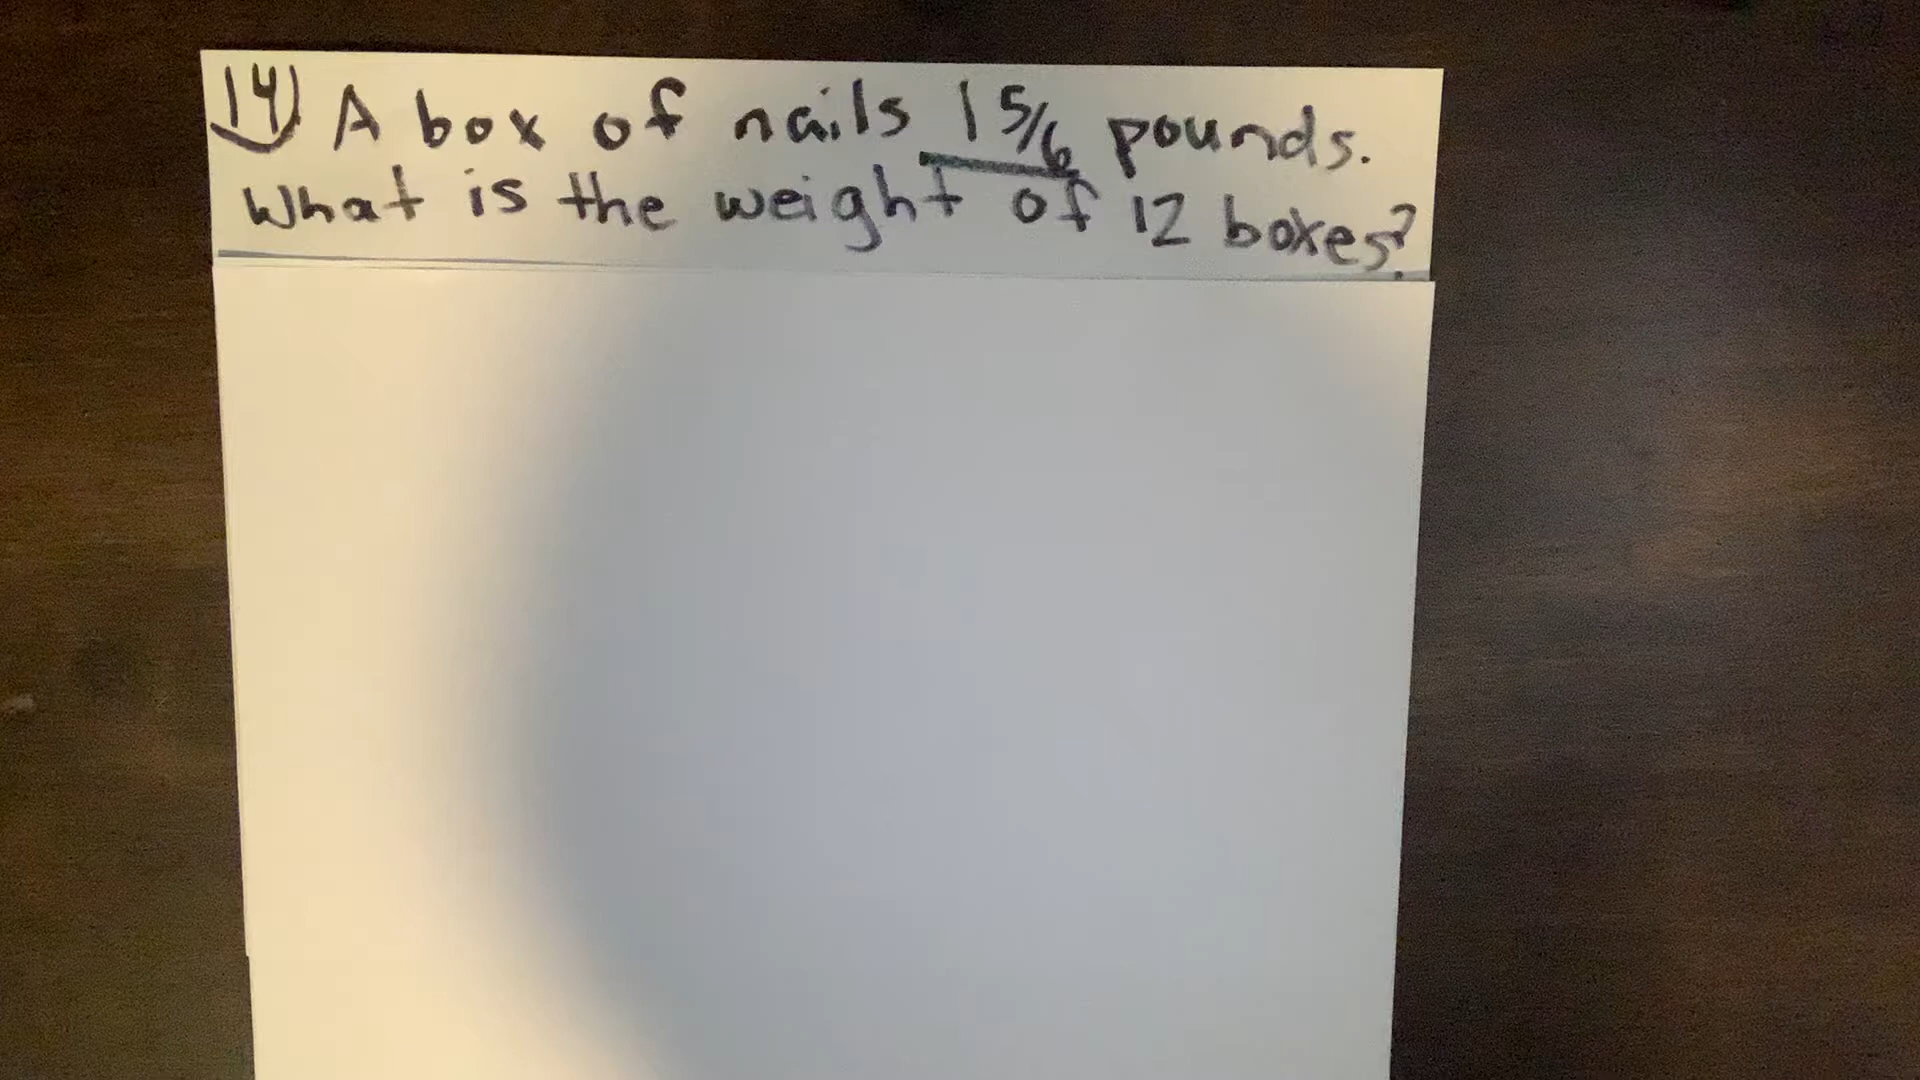 14) A box of nails 1 5/6 pounds.
What is the weight of 12 boxes?